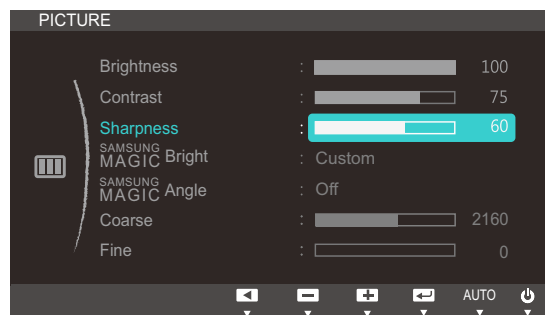 PICTURE
Brightness : 100
Contrast : 75
Sharpness : 60
SAMSUNG
MAGIC Bright : Custom
SAMSUNG
MAGIC Angle : Off
Coarse : 2160
Fine : 0
AUTO